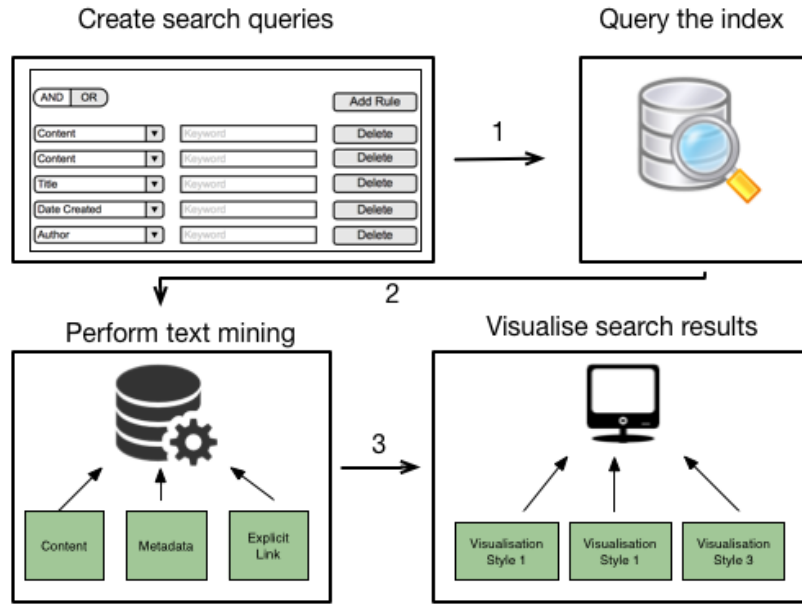 Create search queries
Query the index
AND OR
Add Rule
Content Keyword Delete
Content Keyword Delete
Title Keyword Delete
Date Created Keyword Delete
Author Keyword Delete
1
2
Perform text mining
Visualise search results
3
Content
Metadata
Explicit
Link
Visualisation
Style 1
Visualisation
Style 1
Visualisation
Style 3